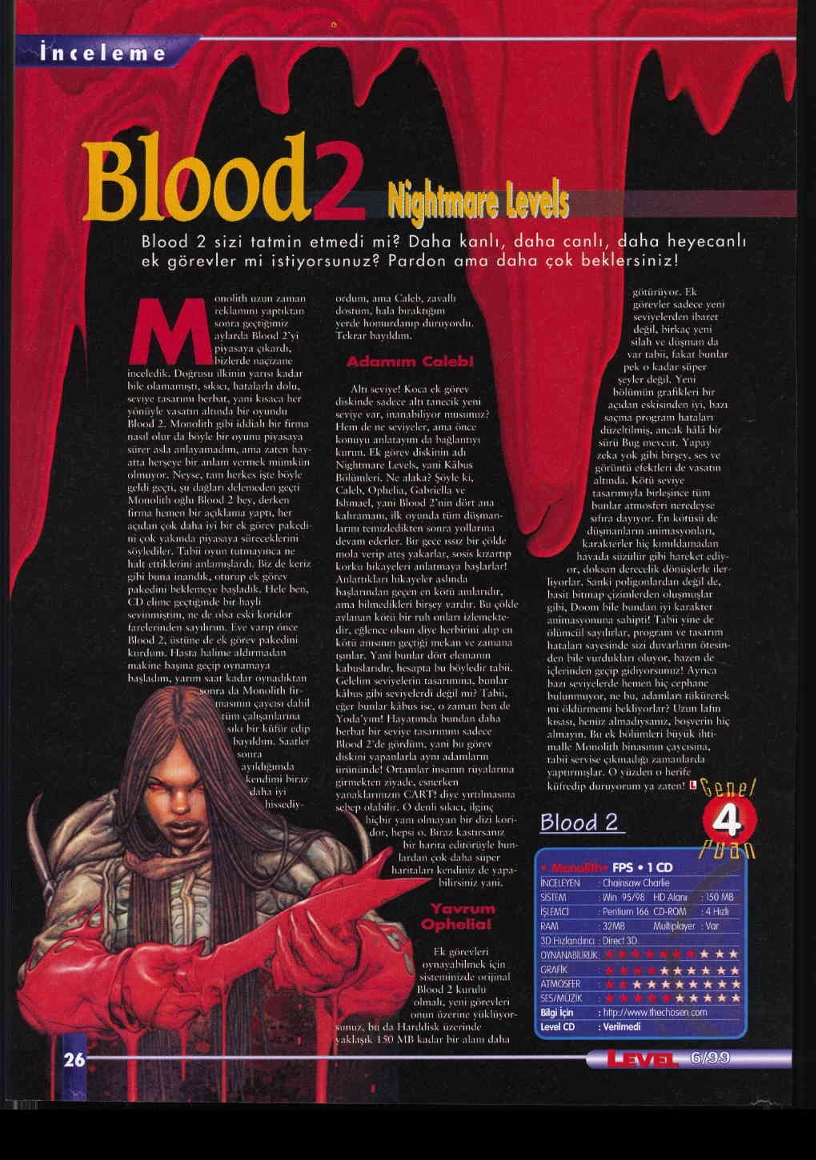 İnceleme
Blood2
Nightmare Levels
Blood 2 sizi tatmin etmedi mi? Daha kanlı, daha canlı, daha heyecanlı
ek görevler mi istiyorsunuz? Pardon ama daha çok beklersiniz!
Monolith uzun zaman
reklamını yaptıktan
sonra geçtiğimiz
aylarda Blood 2'yi
piyasaya çıkardı,
bizlerde naçizane
inceledik. Doğrusu ilkinin yarısı kadar
bile olamamıştı, sıkıcı, hatalarla dolu,
seviye tasarımı berbat, yani kısaca her
yönüyle vasatın altında bir oyundu
Blood 2. Monolith gibi iddialı bir firma
nasıl olur da böyle bir oyunu piyasaya
sürer asla anlayamadım, ama zaten hay-
atta herşeye bir anlam vermek mümkün
olmuyor. Neyse, tam herkes işte böyle
geldi geçti, şu dağları delemeden geçti
Monolith oğlu Blood 2 bey, derken
firma hemen bir açıklama yaptı, her
açıdan çok daha iyi bir ek görev pakedi-
ni çok yakında piyasaya süreceklerini
söylediler. Tabii oyun tutmayınca ne
halt ettiklerini anlamışlardı. Biz de keriz
gibi buna inandık, oturup ek görev
pakedini beklemeye başladık. Hele ben,
CD elime geçtiğinde bir hayli
sevinmiştim, ne de olsa eski koridor
farelerinden sayılırım. Eve varıp önce
Blood 2, üstüne de ek görev pakedini
kurdum. Hasta halime aldırmadan
makine başına geçip oynamaya
başladım, yarım saat kadar oynadıktan
sonra da Monolith fir-
masının çaycısı dahil
tüm çalışanlarına
sıkı bir küfür edip
bayıldım. Saatler
sonra
ayıldığımda
kendimi biraz
daha iyi
hissediy-
ordum, ama Caleb, zavallı
dostum, hala bıraktığım
yerde homurdanıp duruyordu.
Tekrar bayıldım.
Adamım Caleb!
Altı seviye! Koca ek görev
diskinde sadece altı tanecik yeni
seviye var, inanabiliyor musunuz?
Hem de ne seviyeler, ama önce
konuyu anlatayım da bağlantıyı
kurun. Ek görev diskinin adı
Nightmare Levels, yani Kâbus
Bölümleri. Ne alaka? Şöyle ki,
Caleb, Ophelia, Gabriella ve
Ishmael, yani Blood 2'nin dört ana
kahramanı, ilk oyunda tüm düşman-
larını temizledikten sonra yollarına
devam ederler. Bir gece ıssız bir çölde
mola verip ateş yakarlar, sosis kızartıp
korku hikayeleri anlatmaya başlarlar!
Anlattıkları hikayeler aslında
başlarından geçen en kötü anılarıdır,
ama bilmedikleri birşey vardır. Bu çölde
avlanan kötü bir ruh onları izlemekte-
dir, eğlence olsun diye herbirini alıp en
kötü anısının geçtiği mekan ve zamana
ışınlar. Yani bunlar dört elemanın
kabuslarıdır, hesapta bu böyledir tabii.
Gelelim seviyelerin tasarımına, bunlar
kâbus gibi seviyelerdi değil mi? Tabii,
eğer bunlar kâbus ise, o zaman ben de
Yoda'yım! Hayatımda bundan daha
berbat bir seviye tasarımını sadece
Blood 2'de gördüm, yani bu görev
diskini yapanlarla aynı adamların
ürününde! Ortamlar insanın rüyalarına
girmekten ziyade, esnerken
yanaklarınızın CART! diye yırtılmasına
sebep olabilir. O denli sıkıcı, ilginç
hiçbir yanı olmayan bir dizi kori-
dor, hepsi o. Biraz kastırsanız
bir harita editörüyle bun-
lardan çok daha süper
haritaları kendiniz de yapa-
bilirsiniz yani.
Yavrum
Ophelia!
Ek görevleri
oynayabilmek için
sisteminizde orijinal
Blood 2 kurulu
olmalı, yeni görevleri
onun üzerine yüklüyor-
sunuz, bu da Harddisk üzerinde
yaklaşık 150 MB kadar bir alanı daha
götürüyor. Ek
görevler sadece yeni
seviyelerden ibaret
değil, birkaç yeni
silah ve düşman da
var tabii, fakat bunlar
pek o kadar süper
şeyler değil. Yeni
bölümün grafikleri bir
açıdan eskisinden iyi, bazı
saçma program hataları
düzeltilmiş, ancak hâlâ bir
sürü Bug mevcut. Yapay
zeka yok gibi birşey, ses ve
görüntü efektleri de vasatın
altında. Kötü seviye
tasarımıyla birleşince tüm
bunlar atmosferi neredeyse
sıfıra dayıyor. En kötüsü de
düşmanların animasyonları,
karakterler hiç kımıldamadan
havada süzülür gibi hareket ediy-
or, doksan derecelik dönüşlerle iler-
liyorlar. Sanki poligonlardan değil de,
basit bitmap çizimlerden oluşmuşlar
gibi, Doom bile bundan iyi karakter
animasyonuna sahipti! Tabii yine de
ölümcül sayılırlar, program ve tasarım
hataları sayesinde sizi duvarların ötesin-
den bile vurdukları oluyor, bazen de
içlerinden geçip gidiyorsunuz! Ayrıca
bazı seviyelerde hemen hiç cephane
bulunmuyor, ne bu, adamları tükürerek
mi öldürmemi bekliyorlar? Uzun lafın
kısası, henüz almadıysanız, boşverin hiç
almayın. Bu ek bölümleri büyük ihti-
malle Monolith binasının çaycısına,
tabii servise çıkmadığı zamanlarda
yaptırmışlar. O yüzden o herife
küfredip duruyorum ya zaten! L
Genel
4
Puan
Blood 2
• Monolith• FPS • 1 CD
İNCELEYEN : Chainsaw Charlie
SİSTEM : Win 95/98 HD Alanı : 150 MB
İŞLEMCİ : Pentium 166 CD-ROM : 4 Hızlı
RAM : 32MB Multiplayer : Var
3D Hızlandırıcı : Direct 3D
OYNANABİLİRLİK : ★★★★★★★★★★
GRAFİK : ★★★★★★★★★★
ATMOSFER : ★★★★★★★★★★
SES/MÜZİK : ★★★★★★★★★★
Bilgi İçin : http://www.thechosen.com
Level CD : Verilmedi
26
LEVEL 6/99